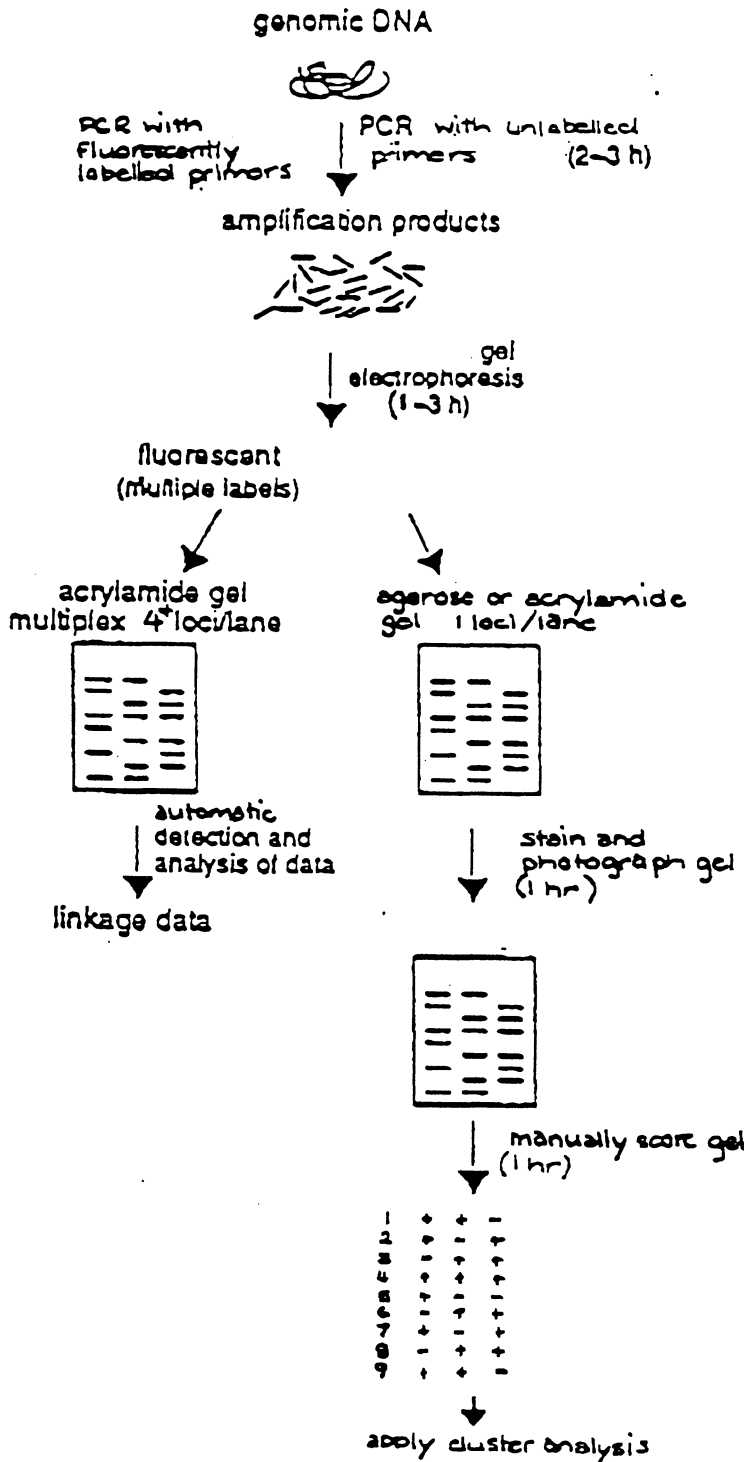 genomic DNA
PCR with
fluorescently
labelled primers
PCR with unlabelled
primers (2-3 h)
amplification products
gel
electrophoresis
(1-3 h)
fluorescent
(multiple labels)
acrylamide gel
multiplex 4+loci/lane
agarose or acrylamide
gel 1 loci/lane
automatic
detection and
analysis of data
linkage data
stain and
photograph gel
(1 hr)
manually score gel
(1 hr)
1 + + -
2 + - +
3 - + +
4 + + +
5 + - -
6 - + +
7 + - +
8 - + +
9 + + -
apply cluster analysis